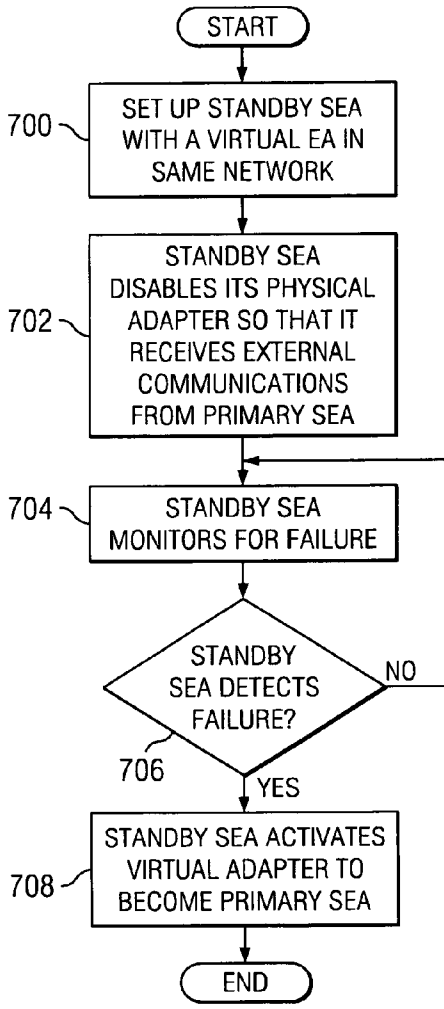 START
700
SET UP STANDBY SEA
WITH A VIRTUAL EA IN
SAME NETWORK
702
STANDBY SEA
DISABLES ITS PHYSICAL
ADAPTER SO THAT IT
RECEIVES EXTERNAL
COMMUNICATIONS
FROM PRIMARY SEA
704
STANDBY SEA
MONITORS FOR FAILURE
STANDBY
SEA DETECTS
FAILURE?
NO
706
YES
708
STANDBY SEA ACTIVATES
VIRTUAL ADAPTER TO
BECOME PRIMARY SEA
END